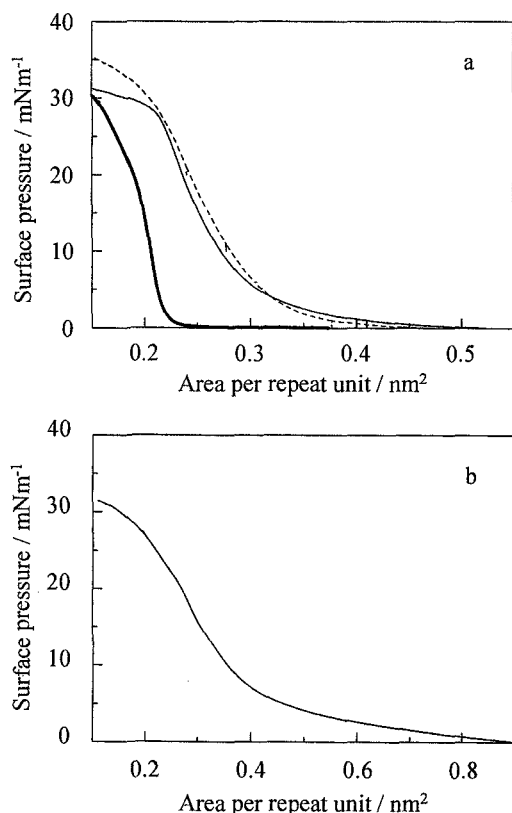 40
a
30
20
10
0
Surface pressure / mNm⁻¹
0.2 0.3 0.4 0.5
Area per repeat unit / nm²
40
b
30
20
10
0
Surface pressure / mNm⁻¹
0.2 0.4 0.6 0.8
Area per repeat unit / nm²